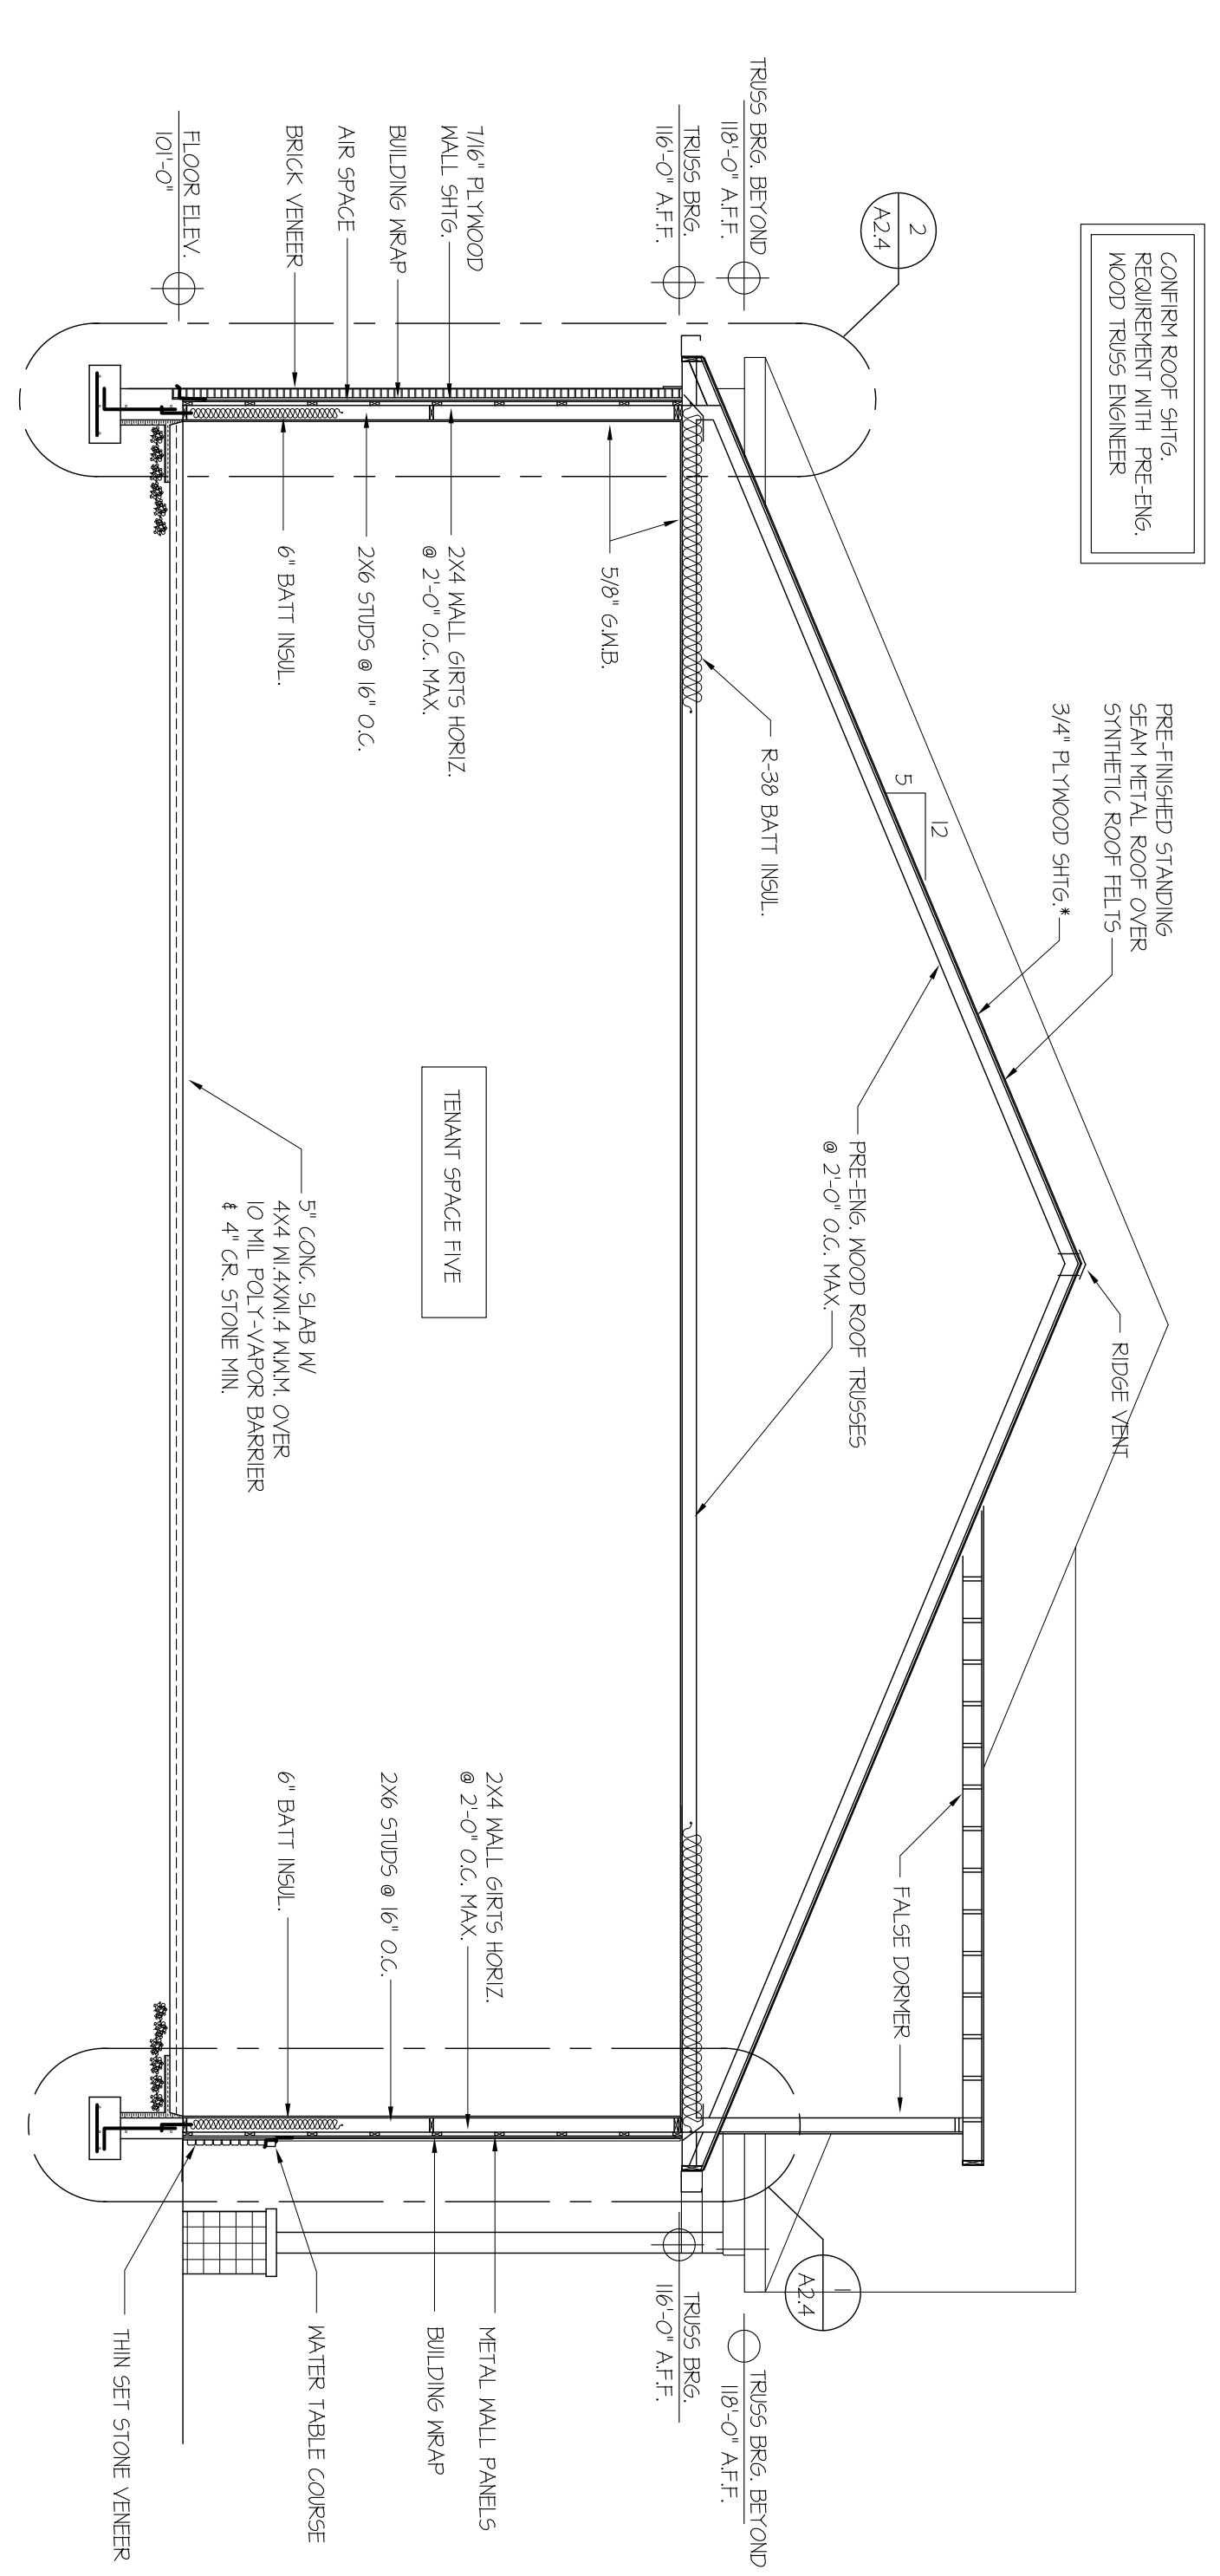 CONFIRM ROOF SHTG.
REQUIREMENT WITH PRE-ENG.
WOOD TRUSS ENGINEER
PRE-FINISHED STANDING
SEAM METAL ROOF OVER
SYNTHETIC ROOF FELTS
3/4" PLYWOOD SHTG.*
RIDGE VENT
5
12
2
A2.4
TRUSS BRG. BEYOND
118'-0" A.F.F.
TRUSS BRG.
116'-0" A.F.F.
R-38 BATT INSUL.
PRE-ENG. WOOD ROOF TRUSSES
@ 2'-0" O.C. MAX.
FALSE DORMER
1
A2.4
TRUSS BRG. BEYOND
118'-0" A.F.F.
TRUSS BRG.
116'-0" A.F.F.
5/8" G.W.B.
7/16" PLYWOOD
WALL SHTG.
BUILDING WRAP
AIR SPACE
BRICK VENEER
FLOOR ELEV.
101'-0"
2X4 WALL GIRTS HORIZ.
@ 2'-0" O.C. MAX.
2X6 STUDS @ 16" O.C.
6" BATT INSUL.
TENANT SPACE FIVE
5" CONC. SLAB W/
4X4 W1.4XW1.4 W.W.M. OVER
10 MIL POLY-VAPOR BARRIER
& 4" CR. STONE MIN.
2X4 WALL GIRTS HORIZ.
@ 2'-0" O.C. MAX.
2X6 STUDS @ 16" O.C.
6" BATT INSUL.
METAL WALL PANELS
BUILDING WRAP
WATER TABLE COURSE
THIN SET STONE VENEER